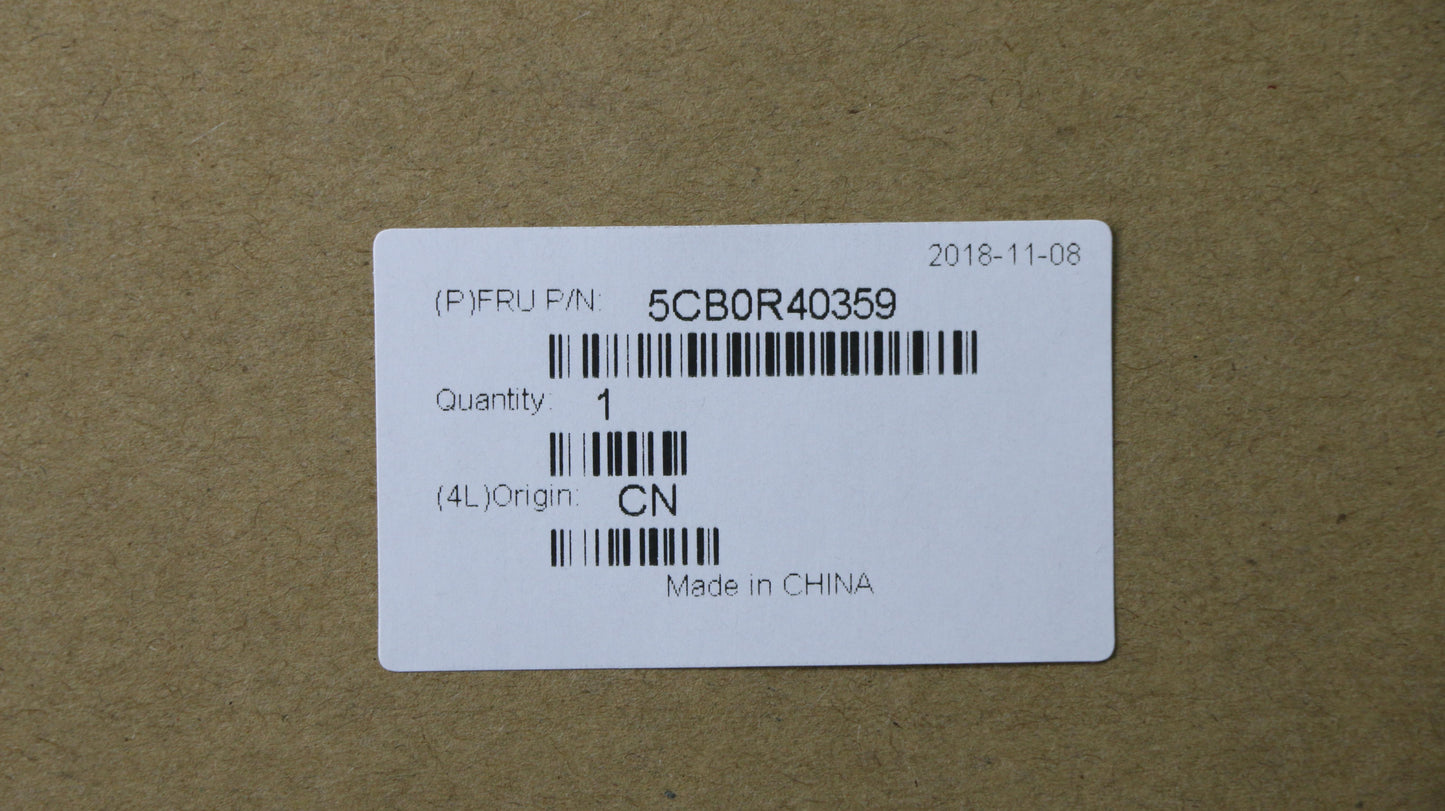 2018-11-08
(P)FRU P/N: 5CB0R40359
Quantity: 1
(4L)Origin: CN
Made in CHINA